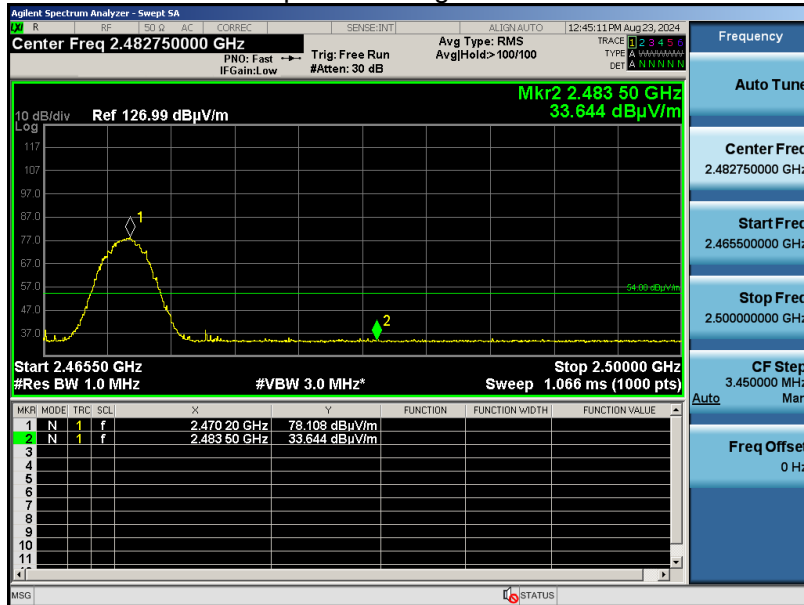 Agilent Spectrum Analyzer - Swept SA
LXI R RF 50 Ω AC CORREC SENSE:INT ALIGN AUTO 12:45:11 PM Aug 23, 2024
Center Freq 2.482750000 GHz
PNO: Fast
IFGain:Low
Trig: Free Run
#Atten: 30 dB
Avg Type: RMS
Avg|Hold:>100/100
TRACE 1 2 3 4 5 6
TYPE A WWWWW
DET A N N N N N
Mkr2 2.483 50 GHz
33.644 dBµV/m
10 dB/div Ref 126.99 dBµV/m
Log
117
107
97.0
87.0
77.0
67.0
57.0
47.0
37.0
1
54.00 dBµV/m
2
Start 2.46550 GHz Stop 2.50000 GHz
#Res BW 1.0 MHz #VBW 3.0 MHz* Sweep 1.066 ms (1000 pts)
MKR MODE TRC SCL X Y FUNCTION FUNCTION WIDTH FUNCTION VALUE
1 N 1 f 2.470 20 GHz 78.108 dBµV/m
2 N 1 f 2.483 50 GHz 33.644 dBµV/m
3
4
5
6
7
8
9
10
11
MSG STATUS
Frequency
Auto Tune
Center Freq
2.482750000 GHz
Start Freq
2.465500000 GHz
Stop Freq
2.500000000 GHz
CF Step
3.450000 MHz
Auto Man
Freq Offset
0 Hz